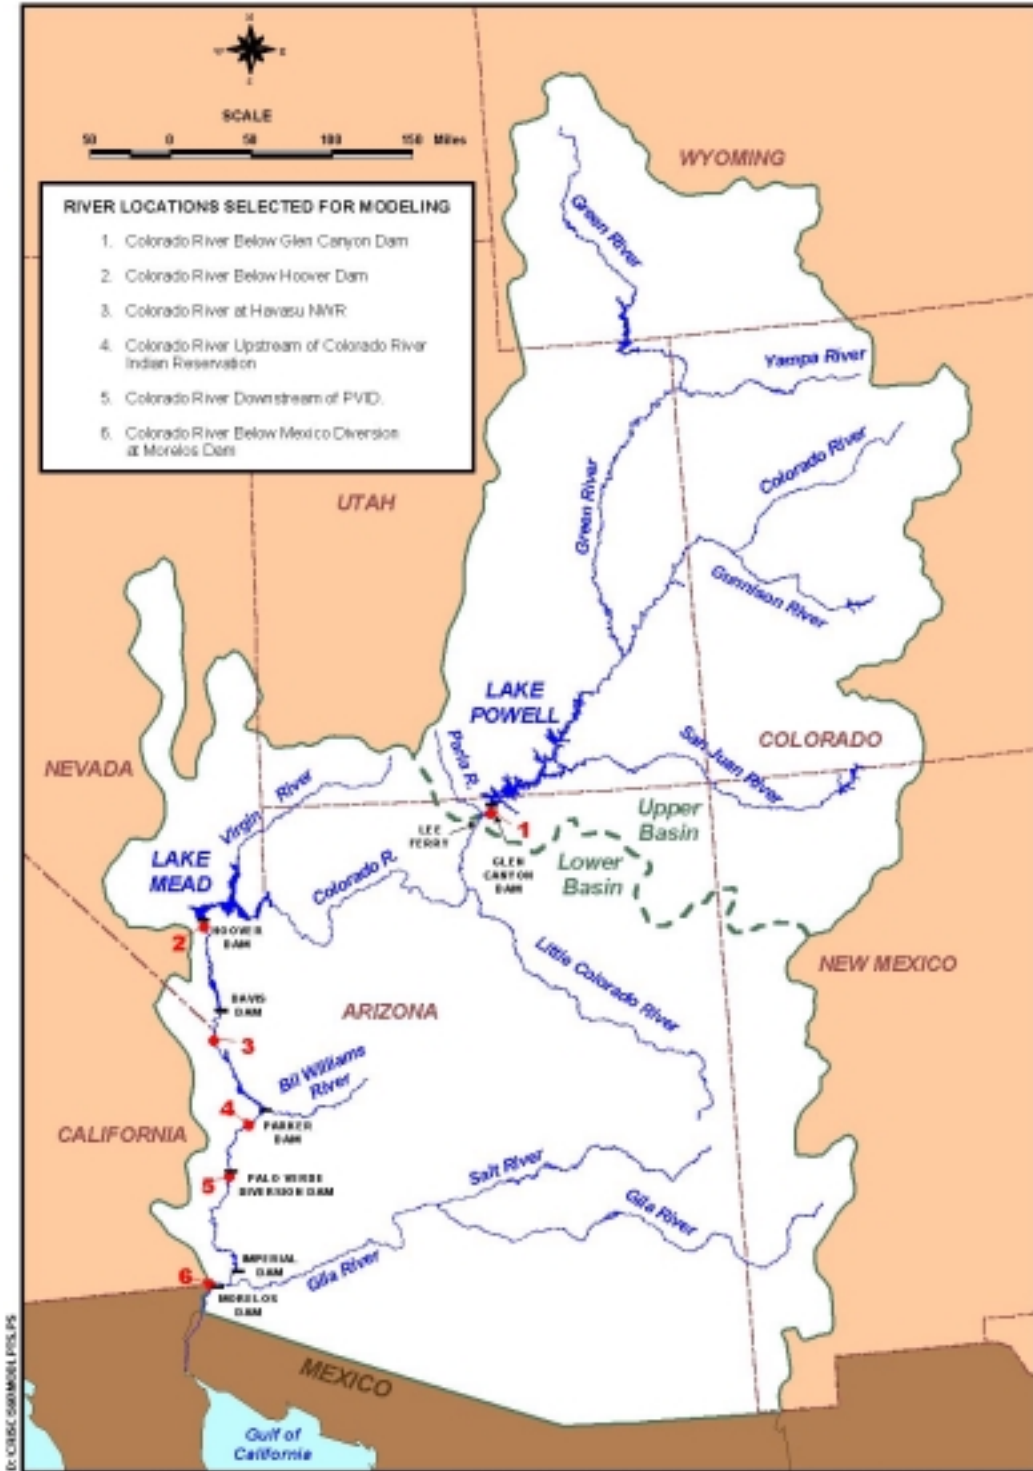 N
W E
S
SCALE
50 0 50 100 150 Miles
RIVER LOCATIONS SELECTED FOR MODELING
1. Colorado River Below Glen Canyon Dam
2. Colorado River Below Hoover Dam
3. Colorado River at Havasu NWR
4. Colorado River Upstream of Colorado River
Indian Reservation
5. Colorado River Downstream of PVID.
6. Colorado River Below Mexico Diversion
at Morelos Dam
WYOMING
Green River
Yampa River
Colorado River
UTAH
Green River
Gunnison River
LAKE
POWELL
COLORADO
Paria R.
San Juan River
NEVADA
Virgin River
Upper
Basin
1
LEE
FERRY
GLEN
CANYON
DAM
Lower
Basin
LAKE
MEAD
Colorado R.
2
HOOVER
DAM
Little Colorado River
NEW MEXICO
DAVIS
DAM
ARIZONA
3
Bill Williams
River
4
PARKER
DAM
CALIFORNIA
Salt River
5
PALO VERDE
DIVERSION DAM
Gila River
IMPERIAL
DAM
Gila River
6
MORELOS
DAM
MEXICO
Gulf of
California